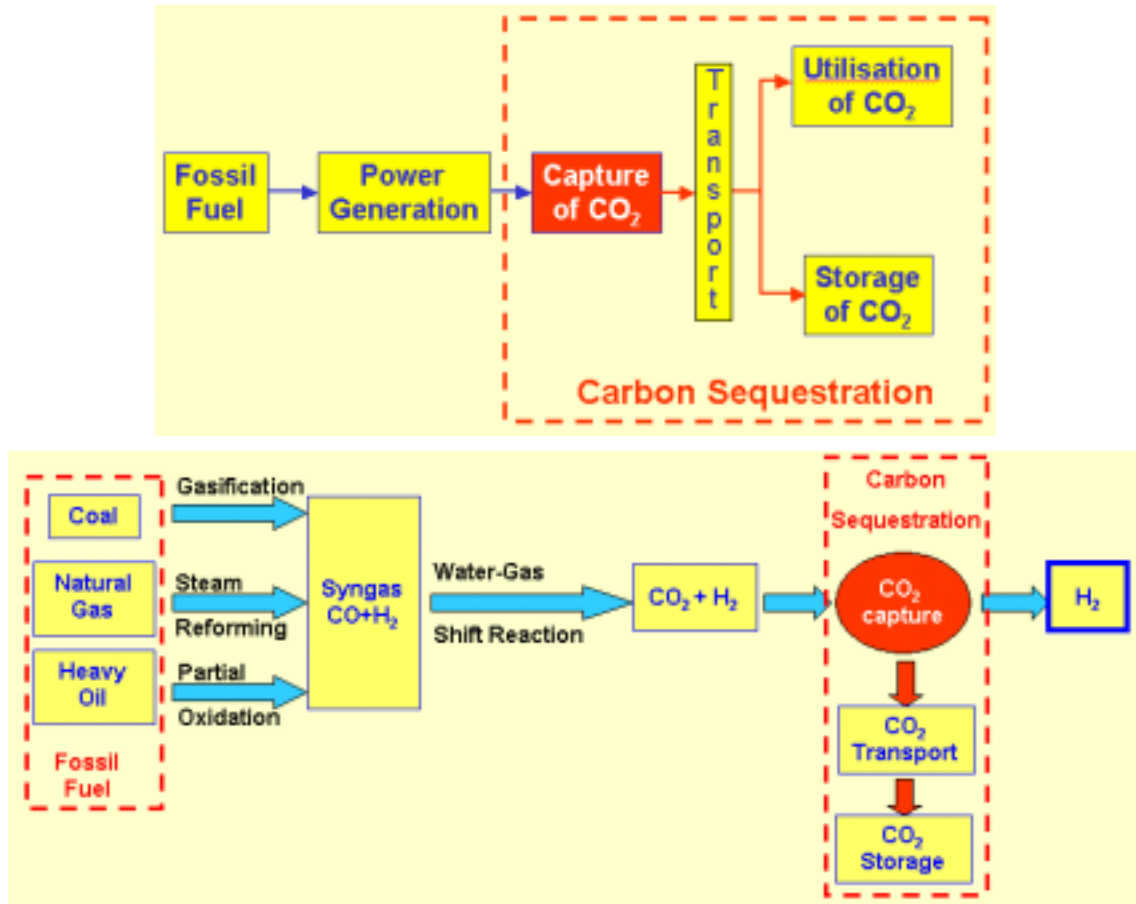 Fossil
Fuel
Power
Generation
Capture
of CO₂
Transport
Utilisation
of CO₂
Storage
of CO₂
Carbon Sequestration
Coal
Natural
Gas
Heavy
Oil
Fossil
Fuel
Gasification
Steam
Reforming
Partial
Oxidation
Syngas
CO+H₂
Water-Gas
Shift Reaction
CO₂ + H₂
Carbon
Sequestration
CO₂
capture
CO₂
Transport
CO₂
Storage
H₂